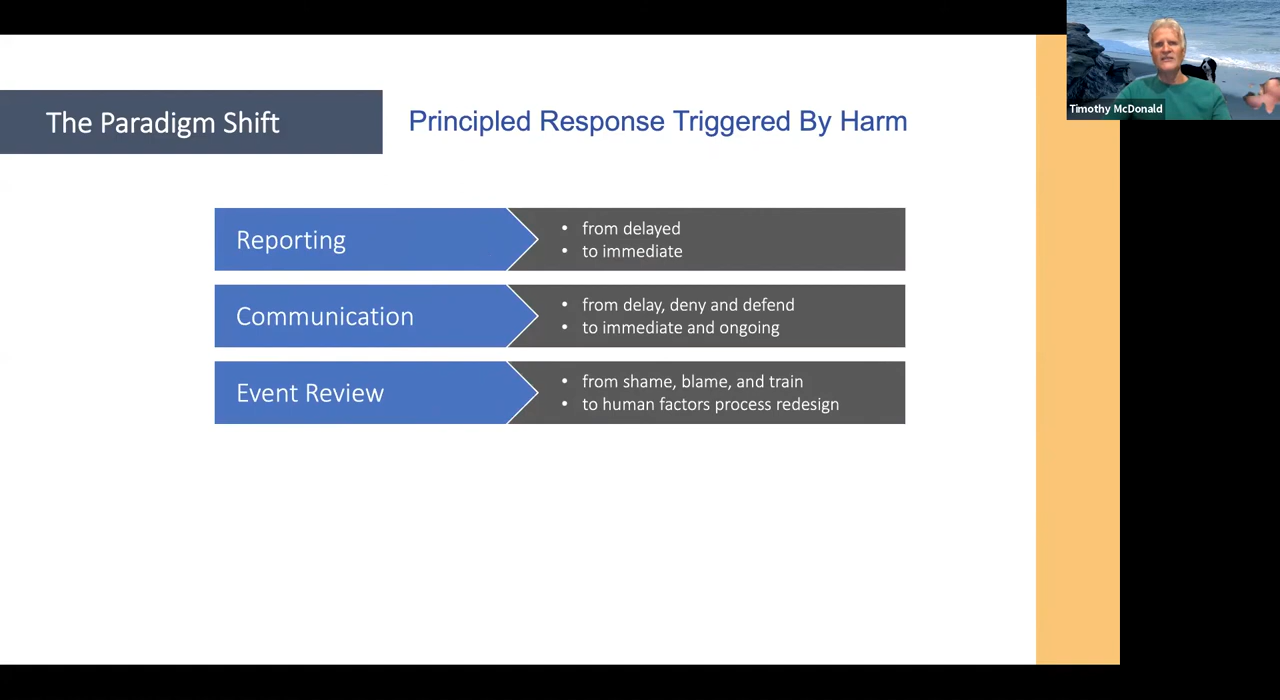 The Paradigm Shift
Principled Response Triggered By Harm
Timothy McDonald
Reporting
• from delayed
• to immediate
Communication
• from delay, deny and defend
• to immediate and ongoing
Event Review
• from shame, blame, and train
• to human factors process redesign